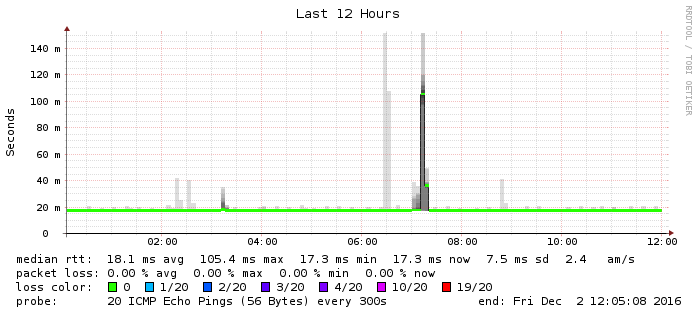 Last 12 Hours
RRDTOOL / TOBI OETIKER
Seconds
140 m
120 m
100 m
80 m
60 m
40 m
20 m
0
02:00 04:00 06:00 08:00 10:00 12:00
median rtt: 18.1 ms avg 105.4 ms max 17.3 ms min 17.3 ms now 7.5 ms sd 2.4 am/s
packet loss: 0.00 % avg 0.00 % max 0.00 % min 0.00 % now
loss color: 0 1/20 2/20 3/20 4/20 10/20 19/20
probe: 20 ICMP Echo Pings (56 Bytes) every 300s end: Fri Dec 2 12:05:08 2016